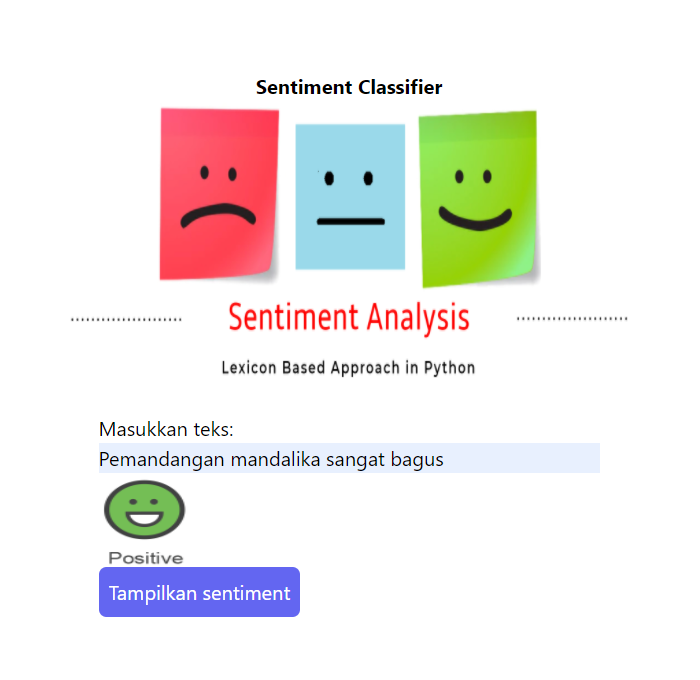 Sentiment Classifier
Sentiment Analysis
Lexicon Based Approach in Python
Masukkan teks:
Pemandangan mandalika sangat bagus
Positive
Tampilkan sentiment